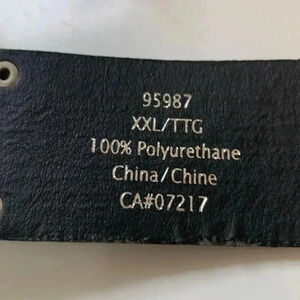 95987
XXL/TTG
100% Polyurethane
China/Chine
CA#07217